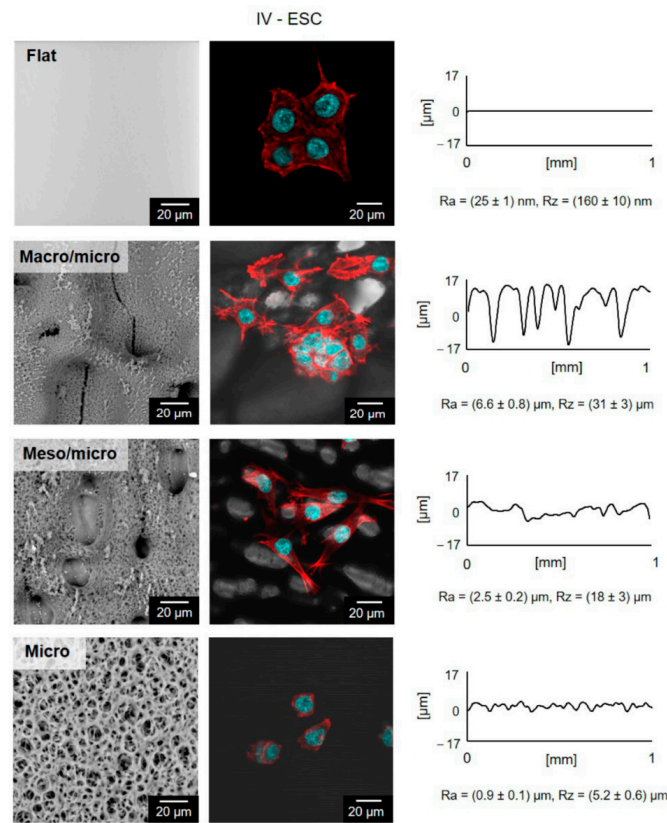 IV - ESC
Flat
20 µm
20 µm
17
0
– 17
[µm]
0
[mm]
1
Ra = (25 ± 1) nm, Rz = (160 ± 10) nm
Macro/micro
20 µm
20 µm
17
0
– 17
[µm]
0
[mm]
1
Ra = (6.6 ± 0.8) µm, Rz = (31 ± 3) µm
Meso/micro
20 µm
20 µm
17
0
– 17
[µm]
0
[mm]
1
Ra = (2.5 ± 0.2) µm, Rz = (18 ± 3) µm
Micro
20 µm
20 µm
17
0
– 17
[µm]
0
[mm]
1
Ra = (0.9 ± 0.1) µm, Rz = (5.2 ± 0.6) µm